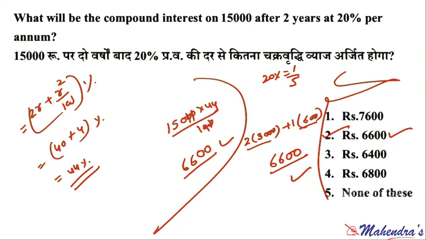 What will be the compound interest on 15000 after 2 years at 20% per
annum?
15000 रू. पर दो वर्षों बाद 20% प्र.व. की दर से कितना चक्रवृद्धि व्याज अर्जित होगा?
20% = 1/5
= (2r + r²/100) %
= (40 + 4) %
= 44%
15000 × 44
100
6600
2(3000) + 1(600)
6600
1. Rs.7600
2. Rs.6600
3. Rs.6400
4. Rs.6800
5. None of these
Mahendra's